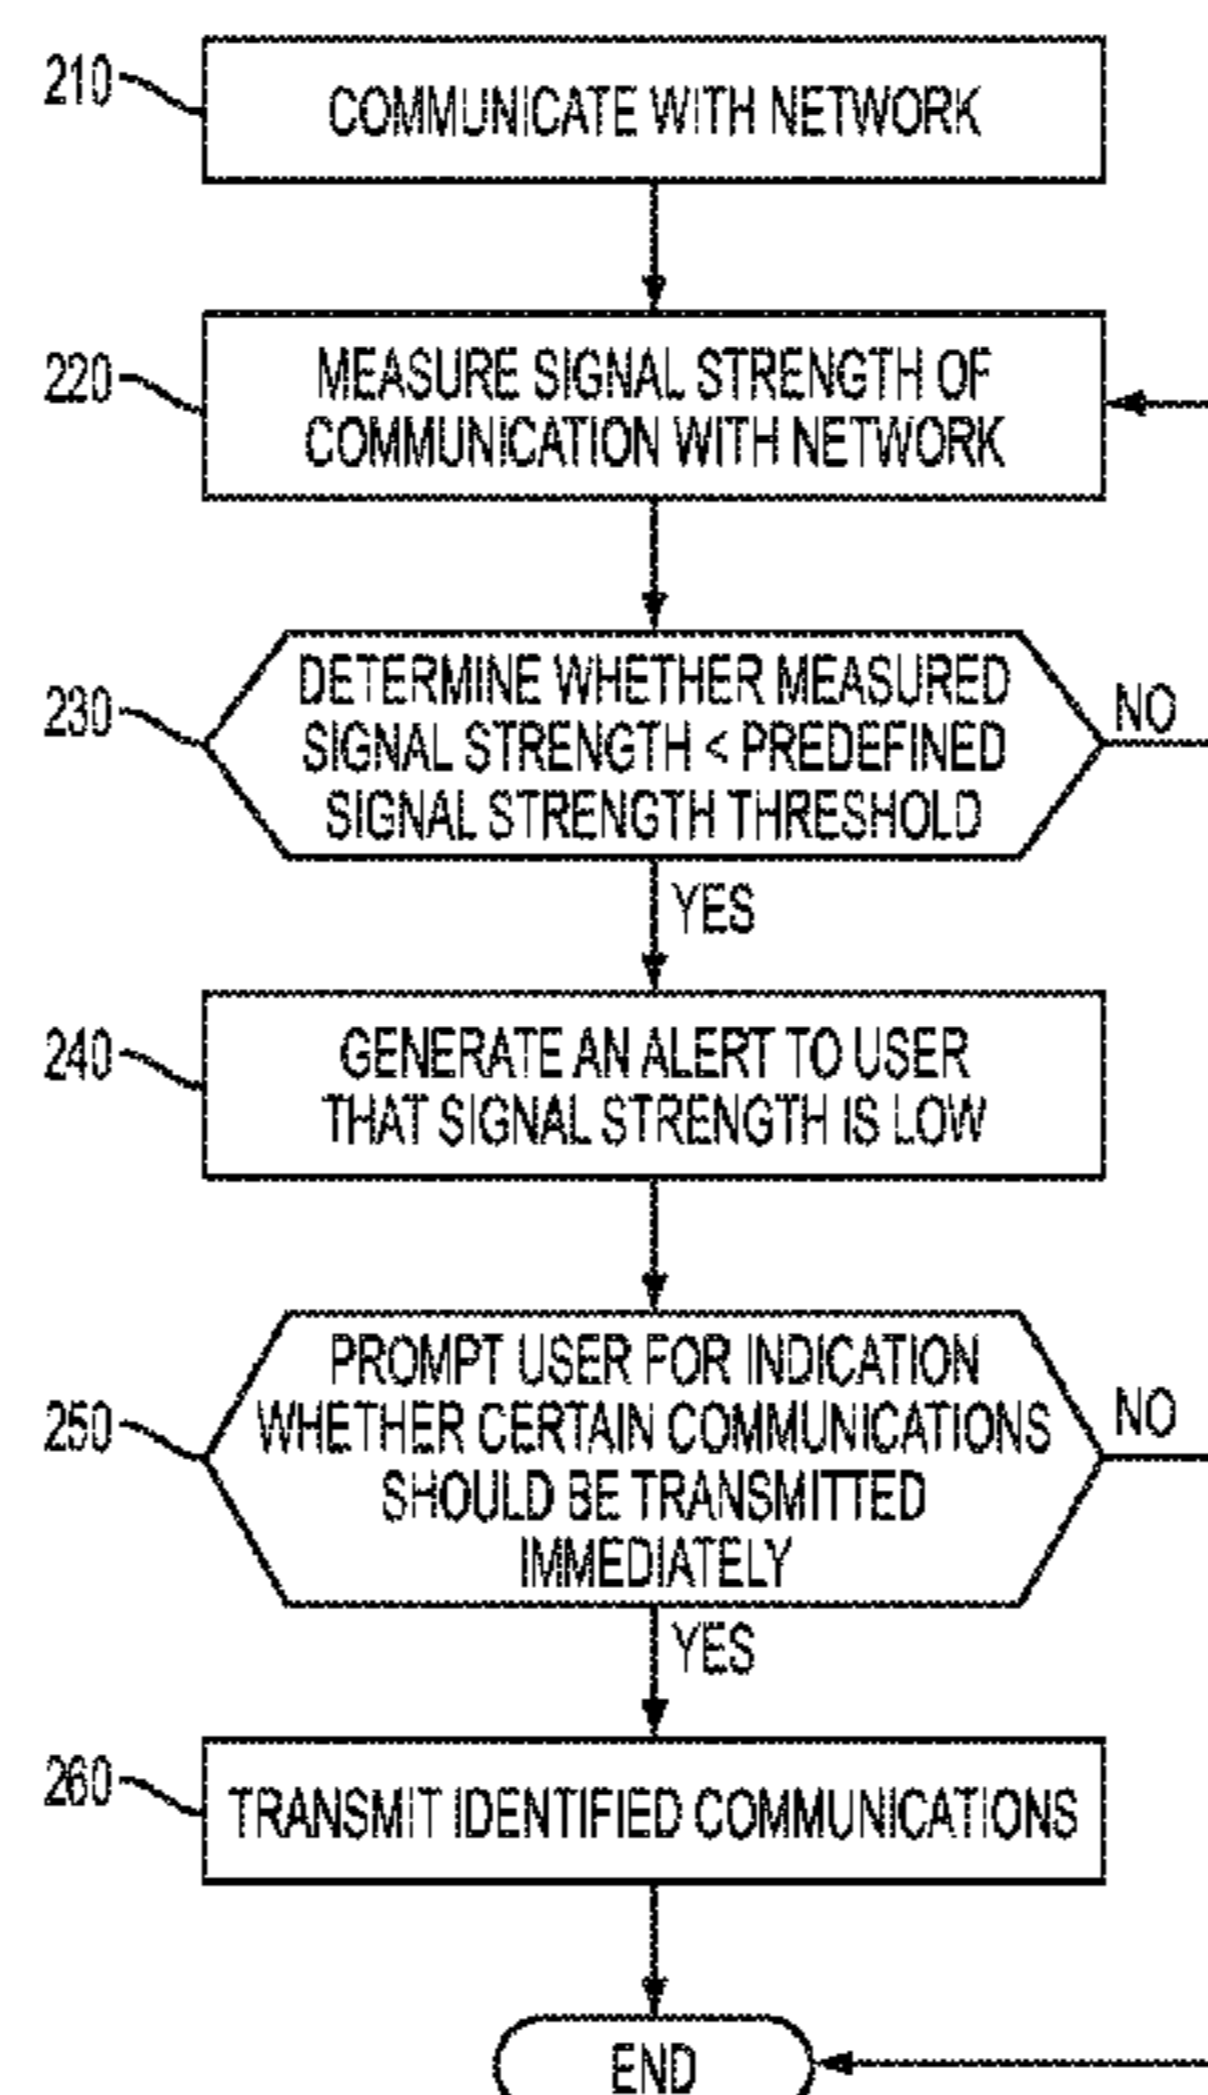 210
COMMUNICATE WITH NETWORK
220
MEASURE SIGNAL STRENGTH OF
COMMUNICATION WITH NETWORK
230
DETERMINE WHETHER MEASURED
SIGNAL STRENGTH < PREDEFINED
SIGNAL STRENGTH THRESHOLD
NO
YES
240
GENERATE AN ALERT TO USER
THAT SIGNAL STRENGTH IS LOW
250
PROMPT USER FOR INDICATION
WHETHER CERTAIN COMMUNICATIONS
SHOULD BE TRANSMITTED
IMMEDIATELY
NO
YES
260
TRANSMIT IDENTIFIED COMMUNICATIONS
END